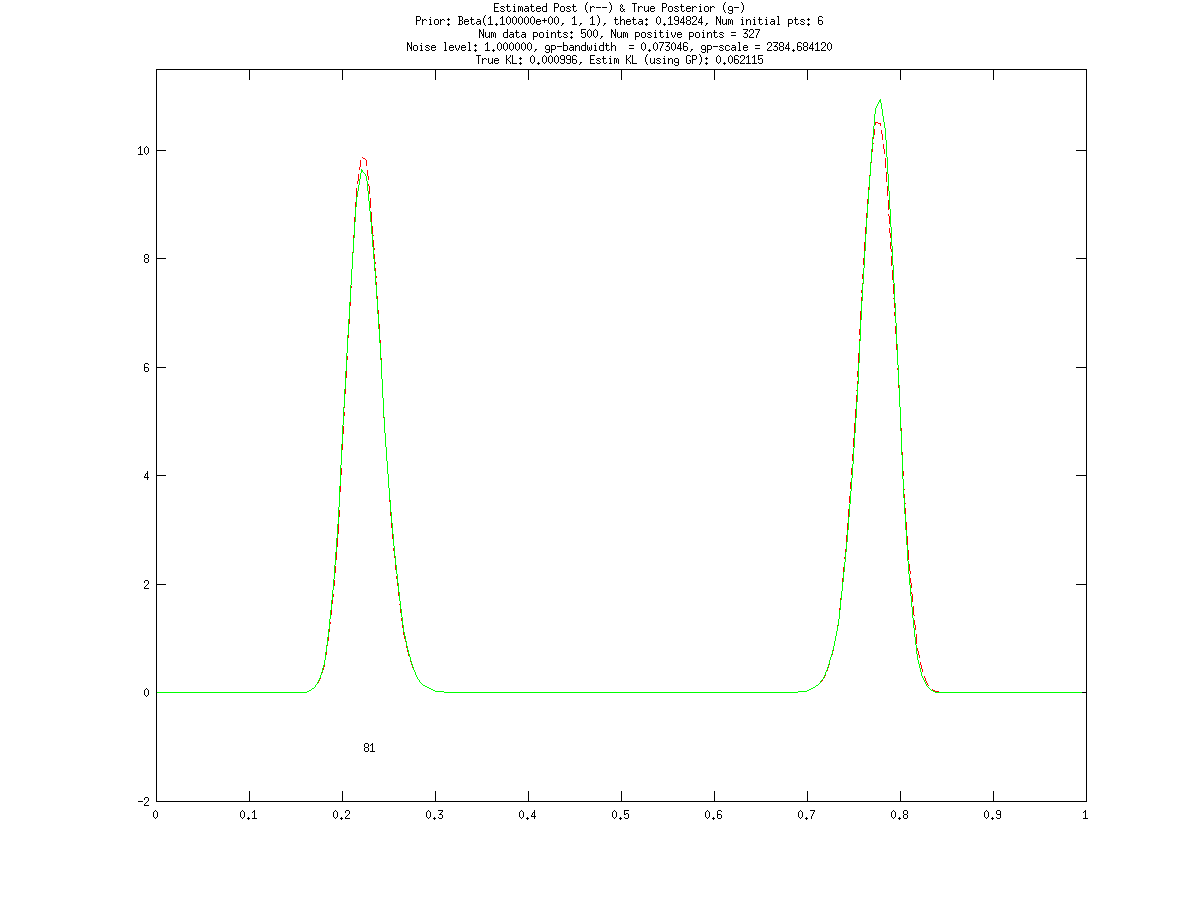 Estimated Post (r--) & True Posterior (g-)
Prior: Beta(1.100000e+00, 1, 1), theta: 0.194824, Num initial pts: 6
Num data points: 500, Num positive points = 327
Noise level: 1.000000, gp-bandwidth  = 0.073046, gp-scale = 2384.684120
True KL: 0.000996, Estim KL (using GP): 0.062115
10
8
6
4
2
0
81
-2
0 0.1 0.2 0.3 0.4 0.5 0.6 0.7 0.8 0.9 1